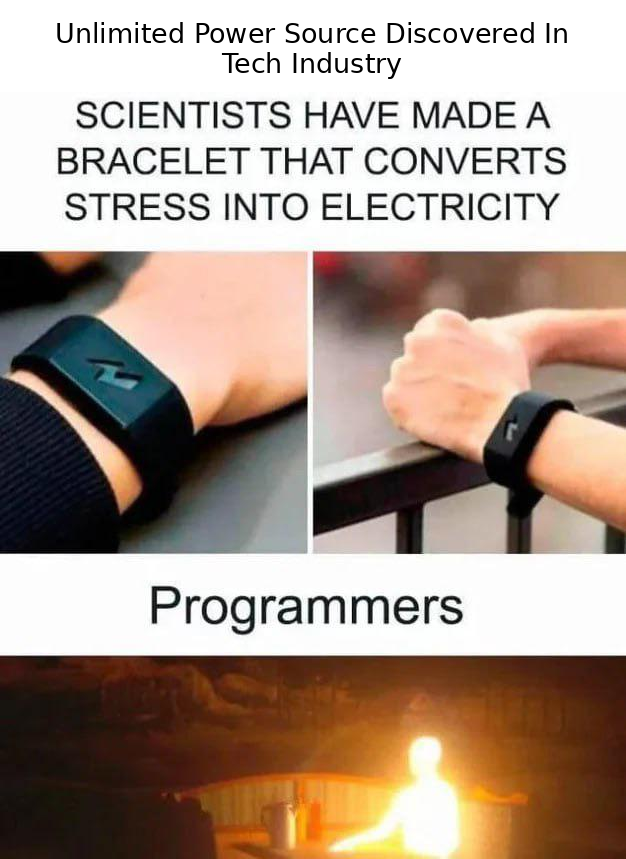 Unlimited Power Source Discovered In
Tech Industry
SCIENTISTS HAVE MADE A
BRACELET THAT CONVERTS
STRESS INTO ELECTRICITY
Programmers